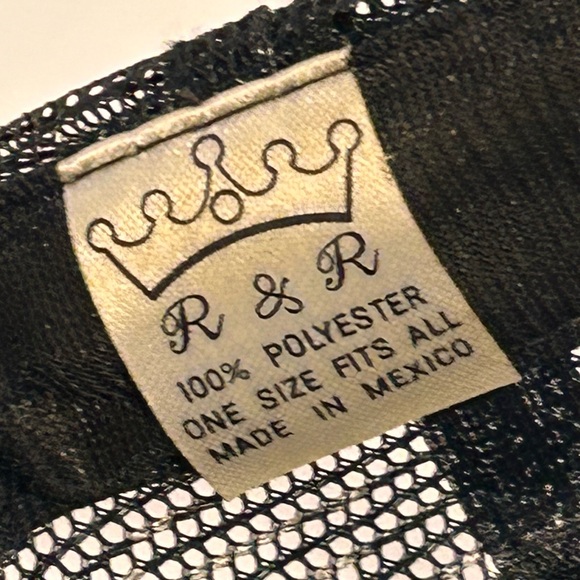 R & R
100% POLYESTER
ONE SIZE FITS ALL
MADE IN MEXICO